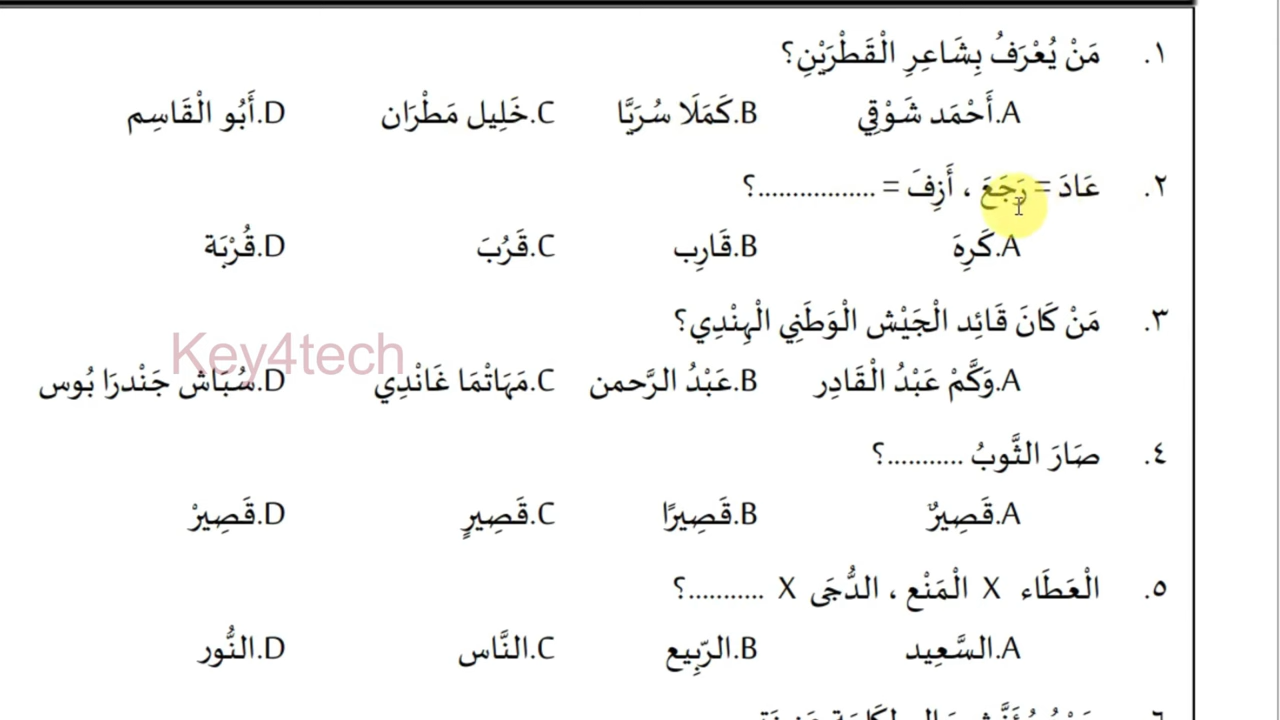 ١. مَنْ يُعْرَفُ بِشَاعِرِ الْقَطْرَيْنِ؟
A.أَحْمَد شَوْقِي B.كَمَلَا سُرَيَّا C.خَلِيل مَطْرَان D.أَبُو الْقَاسِم
٢. عَادَ = رَجَعَ ، أَزِفَ = .................؟
A.كَرِهَ B.قَارِب C.قَرُبَ D.قُرْبَة
٣. مَنْ كَانَ قَائِد الْجَيْش الْوَطَنِي الْهِنْدِي؟
A.وَكَّمْ عَبْدُ الْقَادِر B.عَبْدُ الرَّحمن C.مَهَاتْمَا غَانْدِي D.سُبَاش جَنْدرَا بُوس
Key4tech
٤. صَارَ الثَّوبُ ...........؟
A.قَصِيرٌ B.قَصِيرًا C.قَصِيرٍ D.قَصِيرْ
٥. الْعَطَاء X الْمَنْع ، الدُّجَى X ...........؟
A.السَّعِيد B.الرّبِيع C.النَّاس D.النُّور